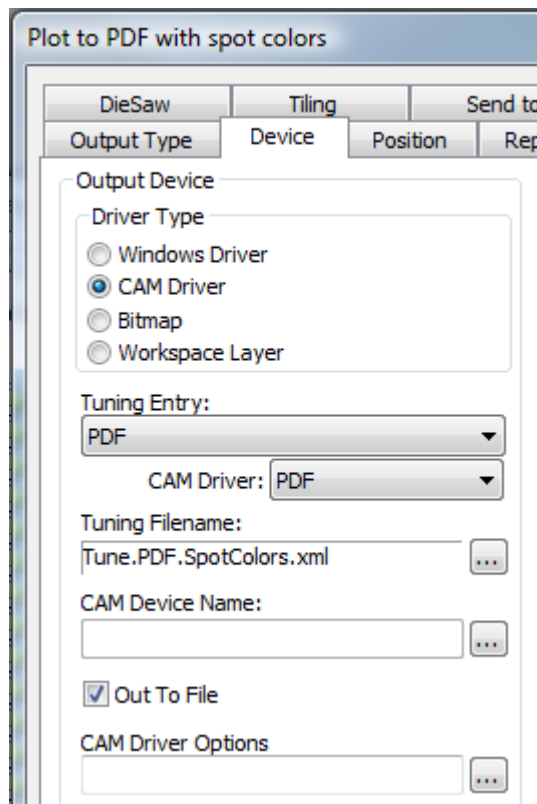 Plot to PDF with spot colors
DieSaw Tiling Send to
Output Type Device Position Rep
Output Device
Driver Type
Windows Driver
CAM Driver
Bitmap
Workspace Layer
Tuning Entry:
PDF
CAM Driver: PDF
Tuning Filename:
Tune.PDF.SpotColors.xml ...
CAM Device Name:
...
Out To File
CAM Driver Options
...